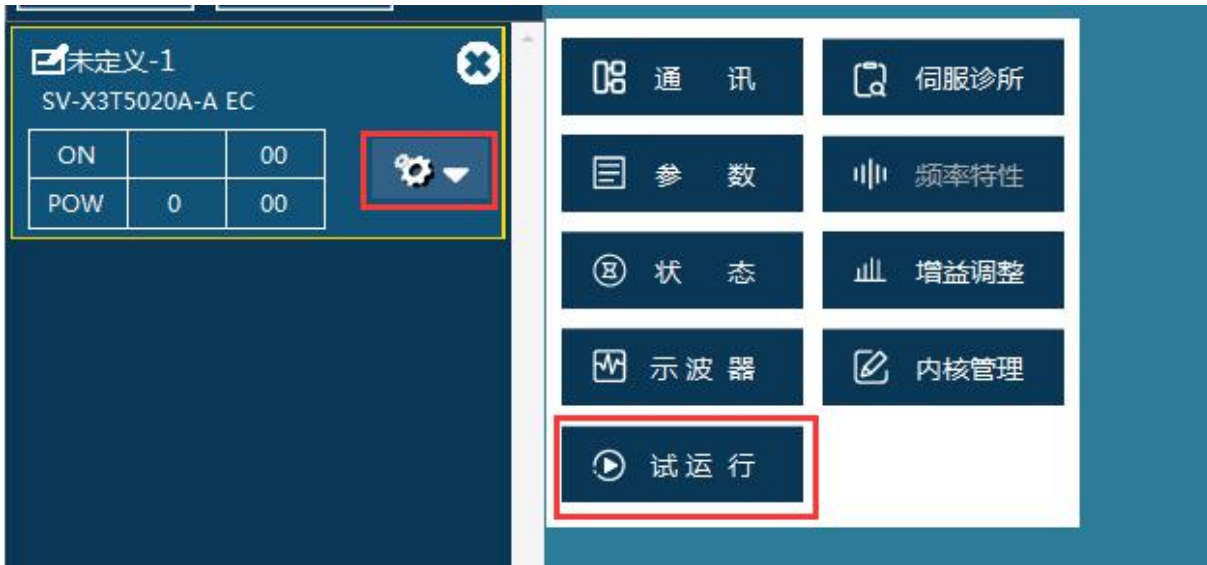 未定义-1
SV-X3T5020A-A EC
ON 00
POW 0 00
通 讯 伺服诊所
参 数 频率特性
状 态 增益调整
示波器 内核管理
试运行